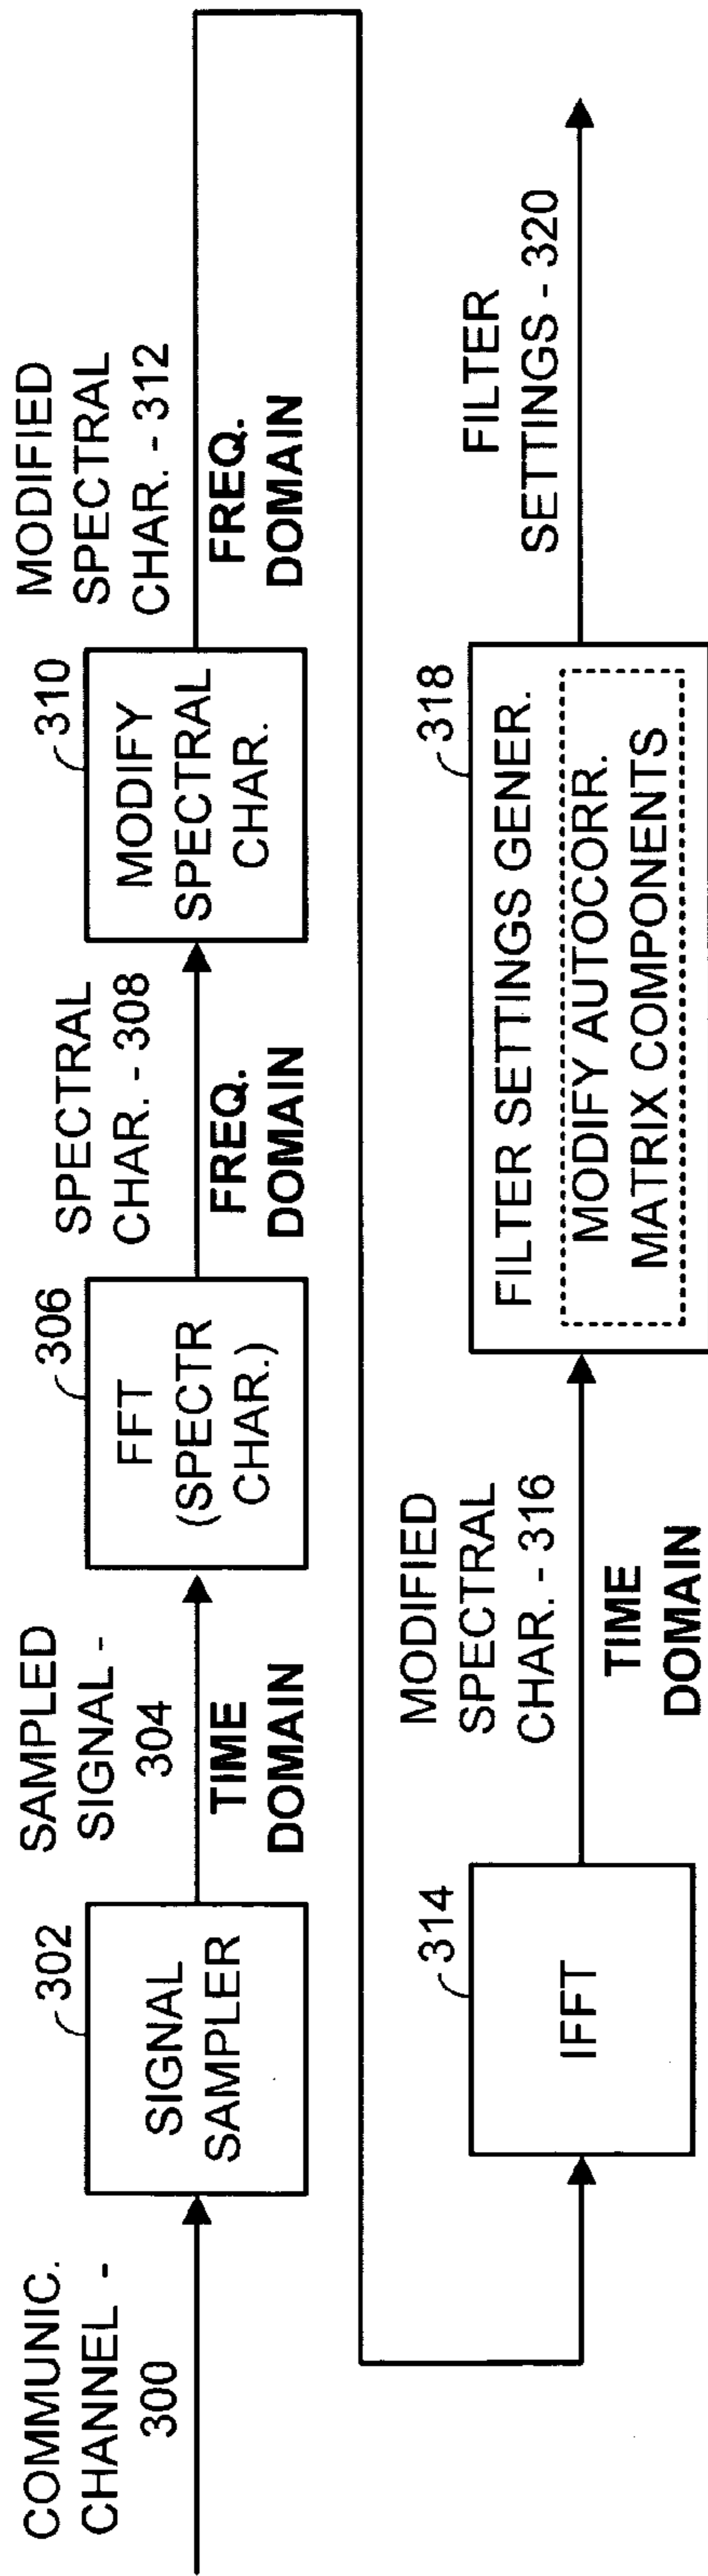 COMMUNIC.
CHANNEL -
300
302
SIGNAL
SAMPLER
SAMPLED
SIGNAL-
304
TIME
DOMAIN
306
FFT
(SPECTR
CHAR.)
SPECTRAL
CHAR. - 308
FREQ.
DOMAIN
310
MODIFY
SPECTRAL
CHAR.
MODIFIED
SPECTRAL
CHAR. - 312
FREQ.
DOMAIN
314
IFFT
MODIFIED
SPECTRAL
CHAR. - 316
TIME
DOMAIN
318
FILTER SETTINGS GENER.
MODIFY AUTOCORR.
MATRIX COMPONENTS
FILTER
SETTINGS - 320